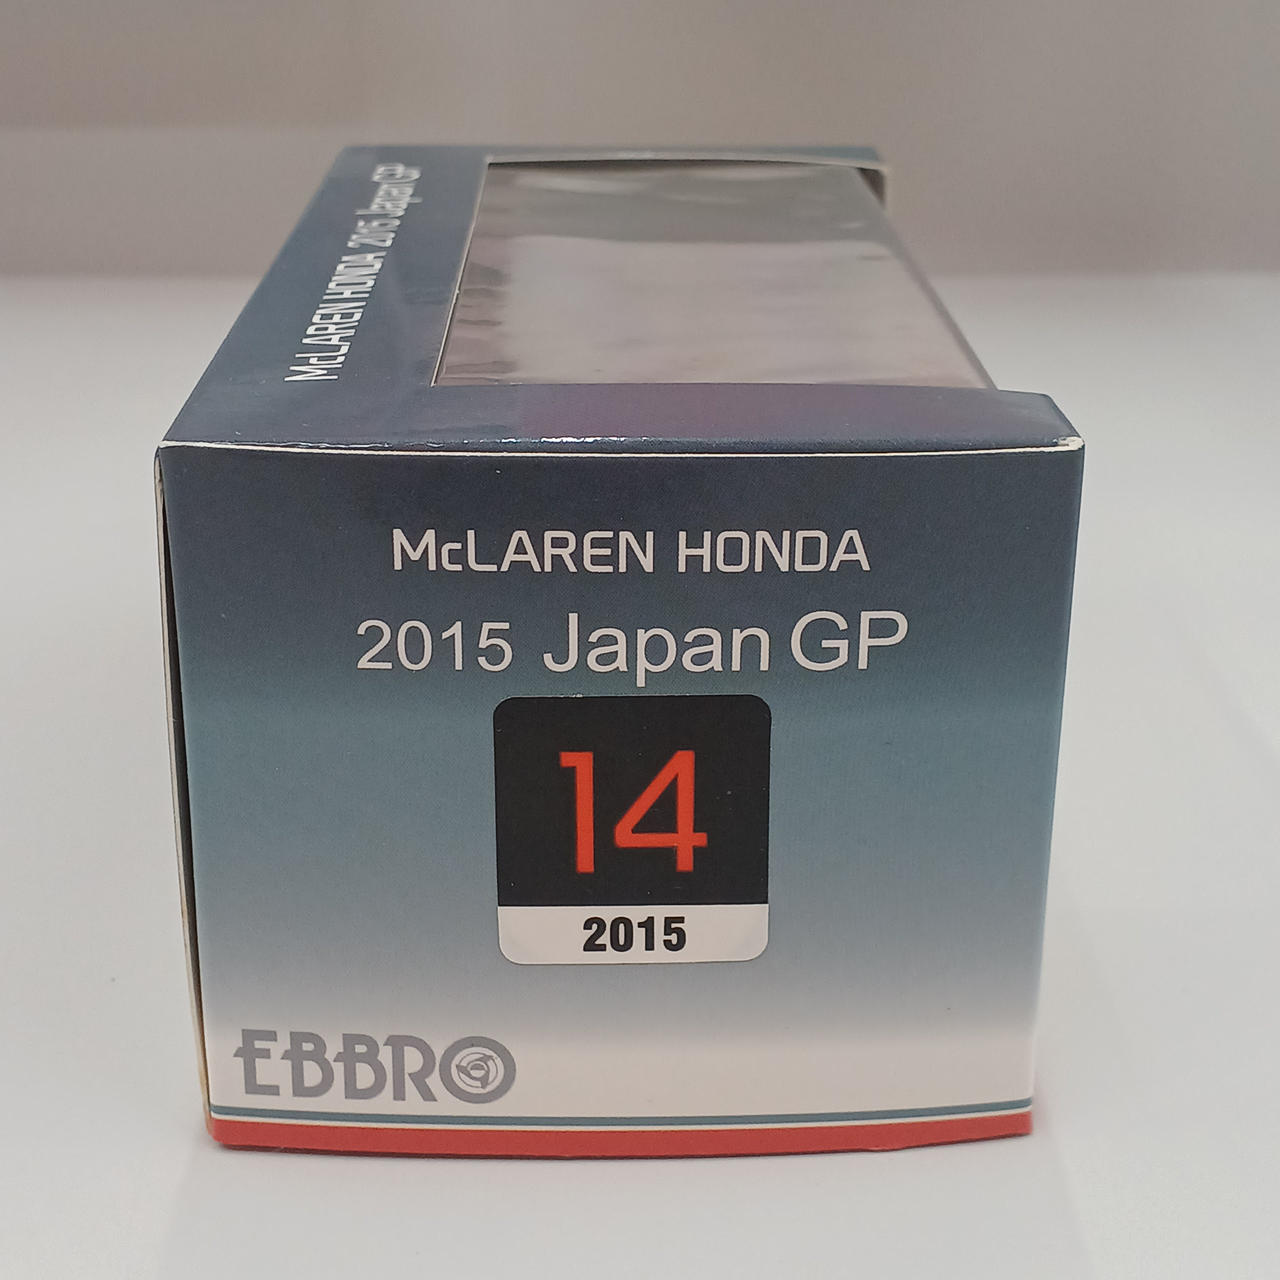 McLAREN HONDA 2015 Japan GP
McLAREN HONDA
2015 Japan GP
14
2015
EBBRO